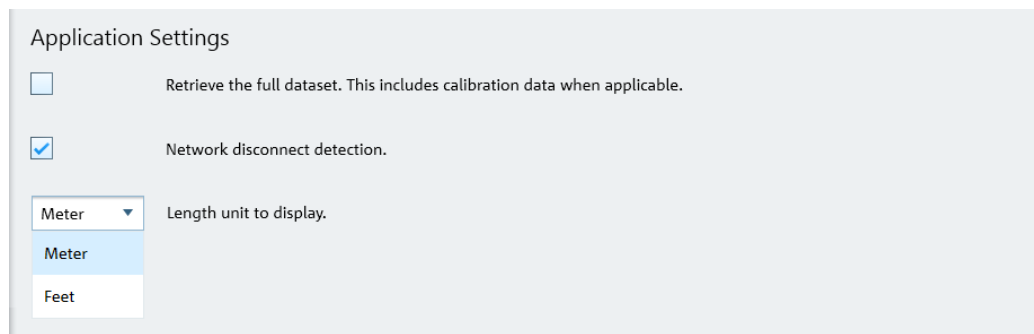 Application Settings
Retrieve the full dataset. This includes calibration data when applicable.
Network disconnect detection.
Meter Length unit to display.
Meter
Feet